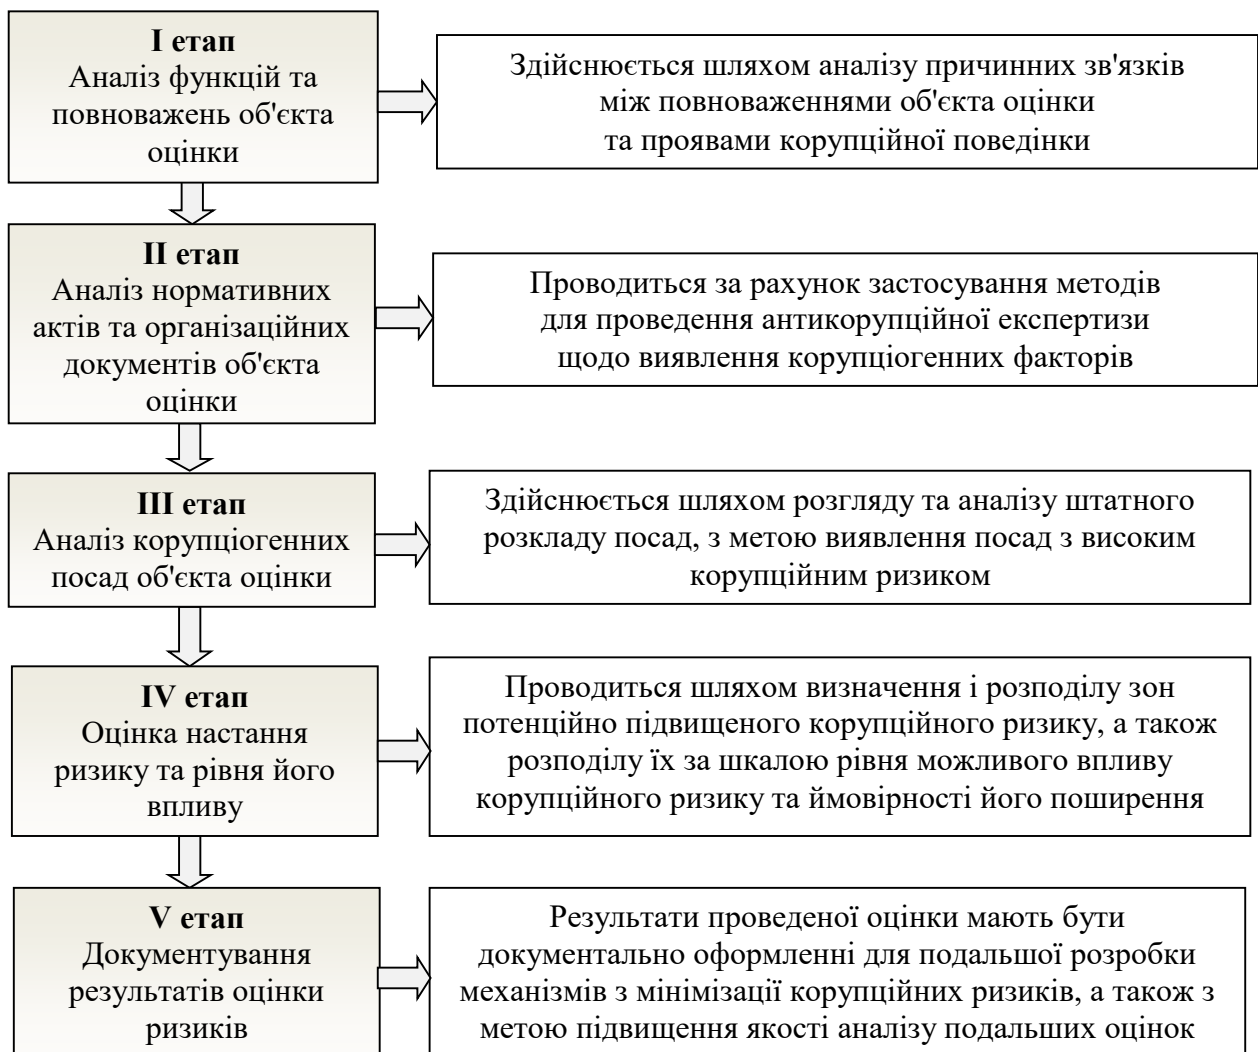 I етап
Аналіз функцій та
повноважень об'єкта
оцінки
Здійснюється шляхом аналізу причинних зв'язків
між повноваженнями об'єкта оцінки
та проявами корупційної поведінки
II етап
Аналіз нормативних
актів та організаційних
документів об'єкта
оцінки
Проводиться за рахунок застосування методів
для проведення антикорупційної експертизи
щодо виявлення корупціогенних факторів
III етап
Аналіз корупціогенних
посад об'єкта оцінки
Здійснюється шляхом розгляду та аналізу штатного
розкладу посад, з метою виявлення посад з високим
корупційним ризиком
IV етап
Оцінка настання
ризику та рівня його
впливу
Проводиться шляхом визначення і розподілу зон
потенційно підвищеного корупційного ризику, а також
розподілу їх за шкалою рівня можливого впливу
корупційного ризику та ймовірності його поширення
V етап
Документування
результатів оцінки
ризиків
Результати проведеної оцінки мають бути
документально оформленні для подальшої розробки
механізмів з мінімізації корупційних ризиків, а також з
метою підвищення якості аналізу подальших оцінок